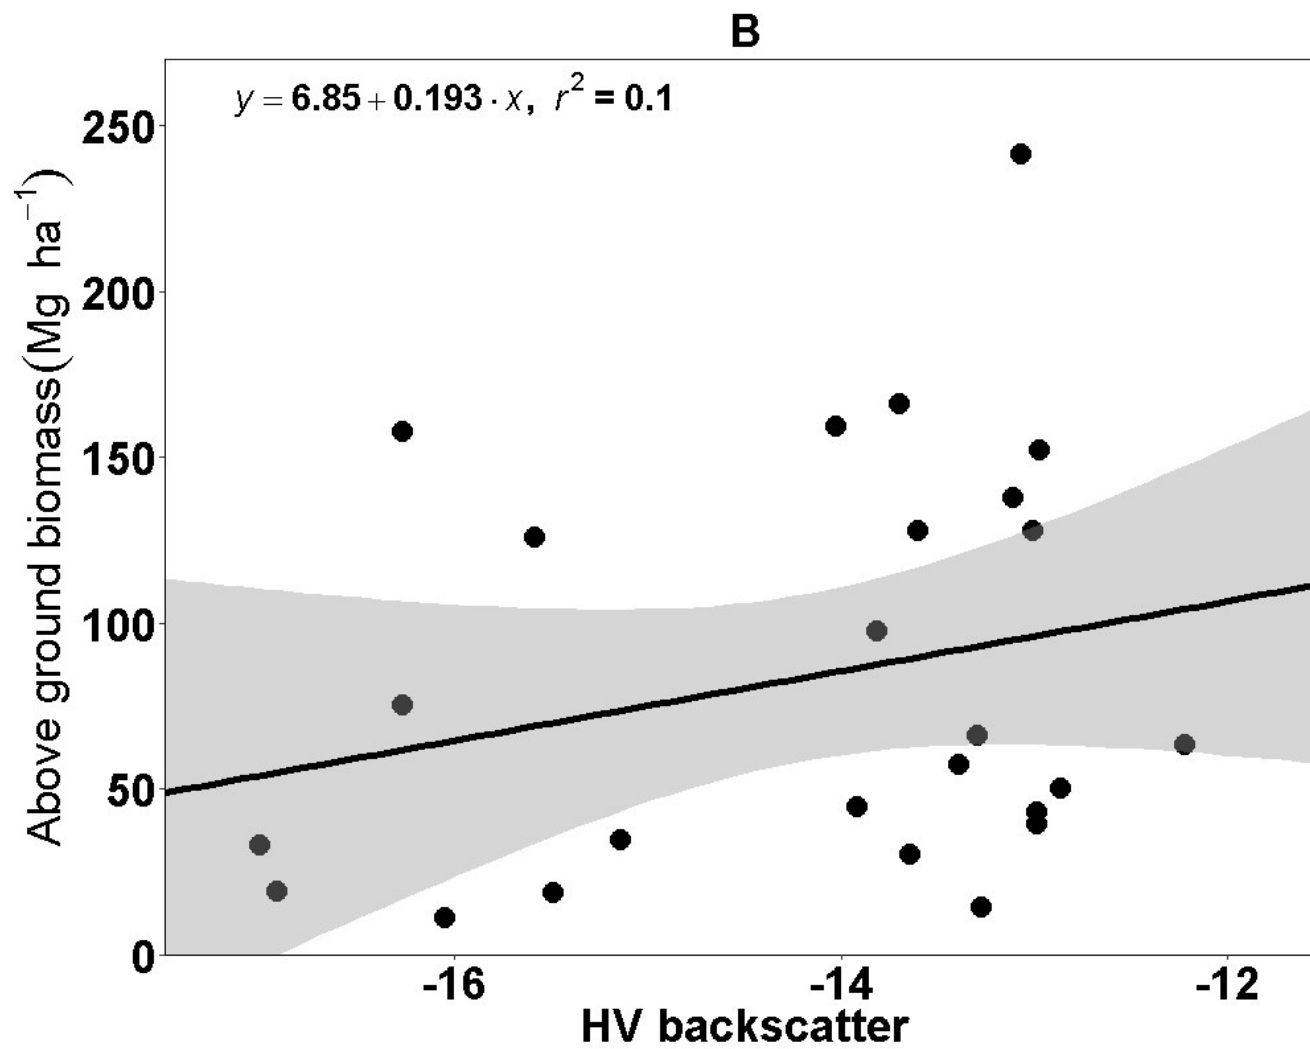 B
y = 6.85 + 0.193 · x, r² = 0.1
Above ground biomass(Mg ha⁻¹)
250
200
150
100
50
0
-16 -14 -12
HV backscatter